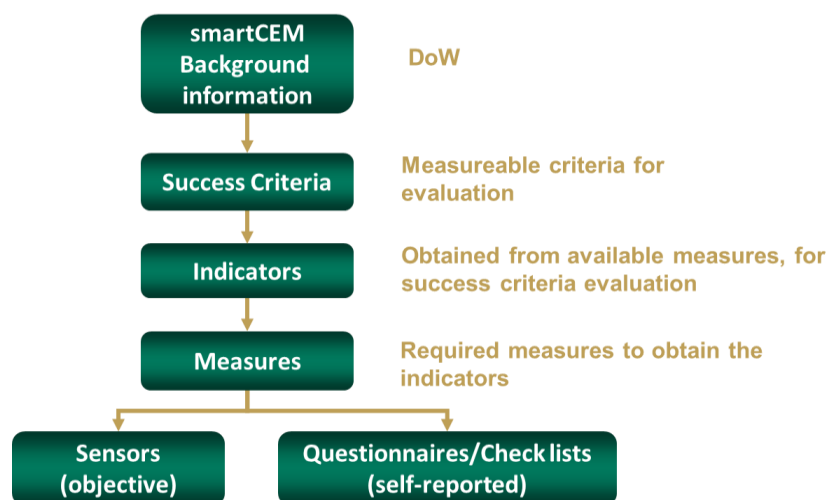 smartCEM
Background
information
DoW
Success Criteria
Measureable criteria for
evaluation
Indicators
Obtained from available measures, for
success criteria evaluation
Measures
Required measures to obtain the
indicators
Sensors
(objective)
Questionnaires/Check lists
(self-reported)